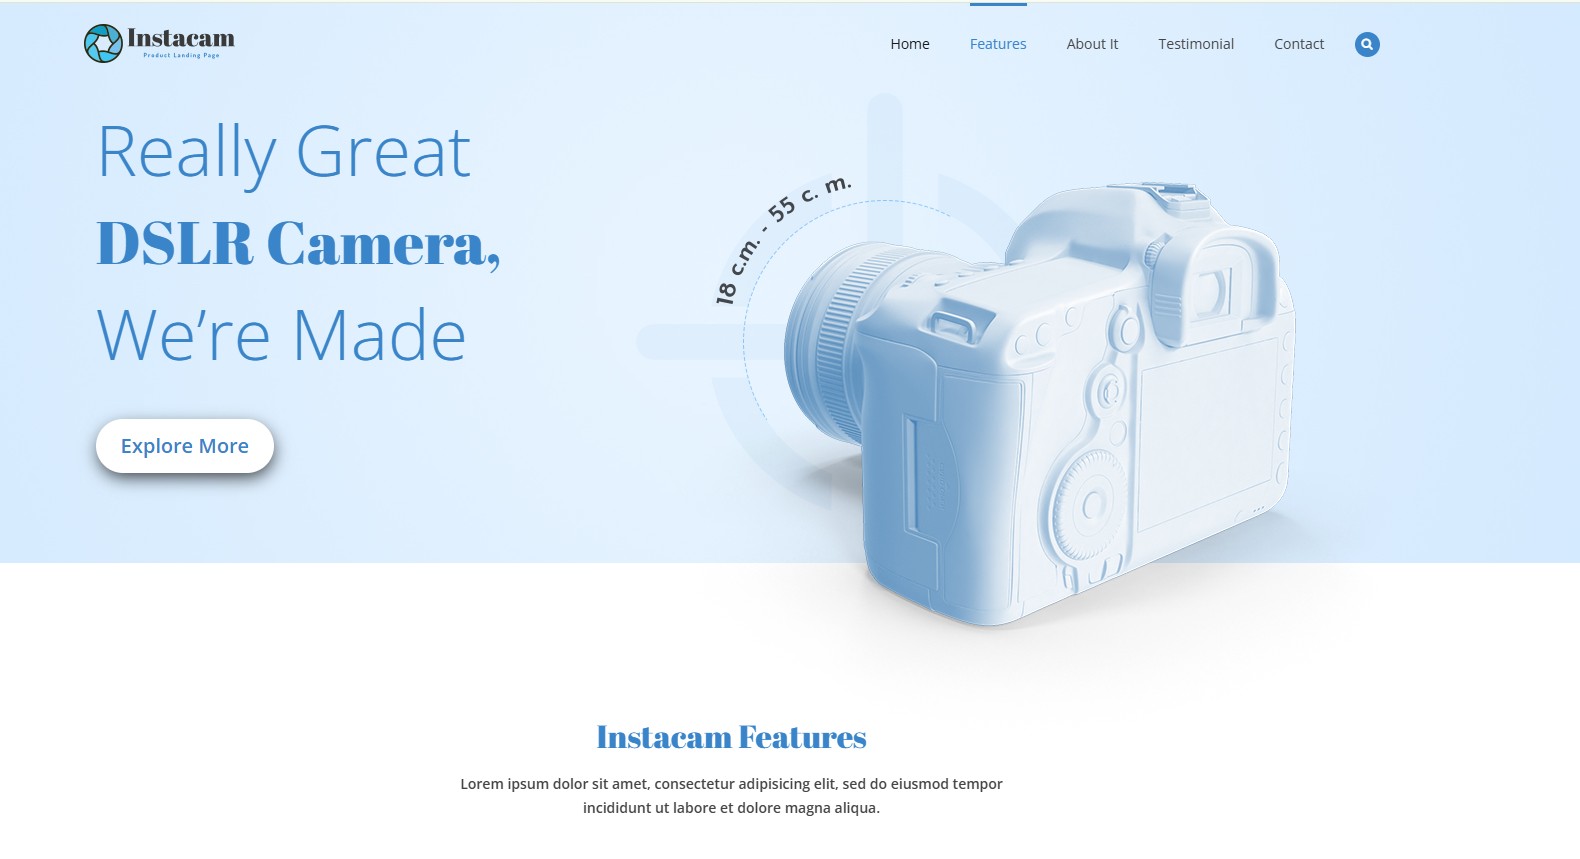 Instacam
Product Landing Page
Home Features About It Testimonial Contact
Really Great
DSLR Camera,
We’re Made
18 c.m. - 55 c. m.
Explore More
Instacam Features
Lorem ipsum dolor sit amet, consectetur adipisicing elit, sed do eiusmod tempor
incididunt ut labore et dolore magna aliqua.